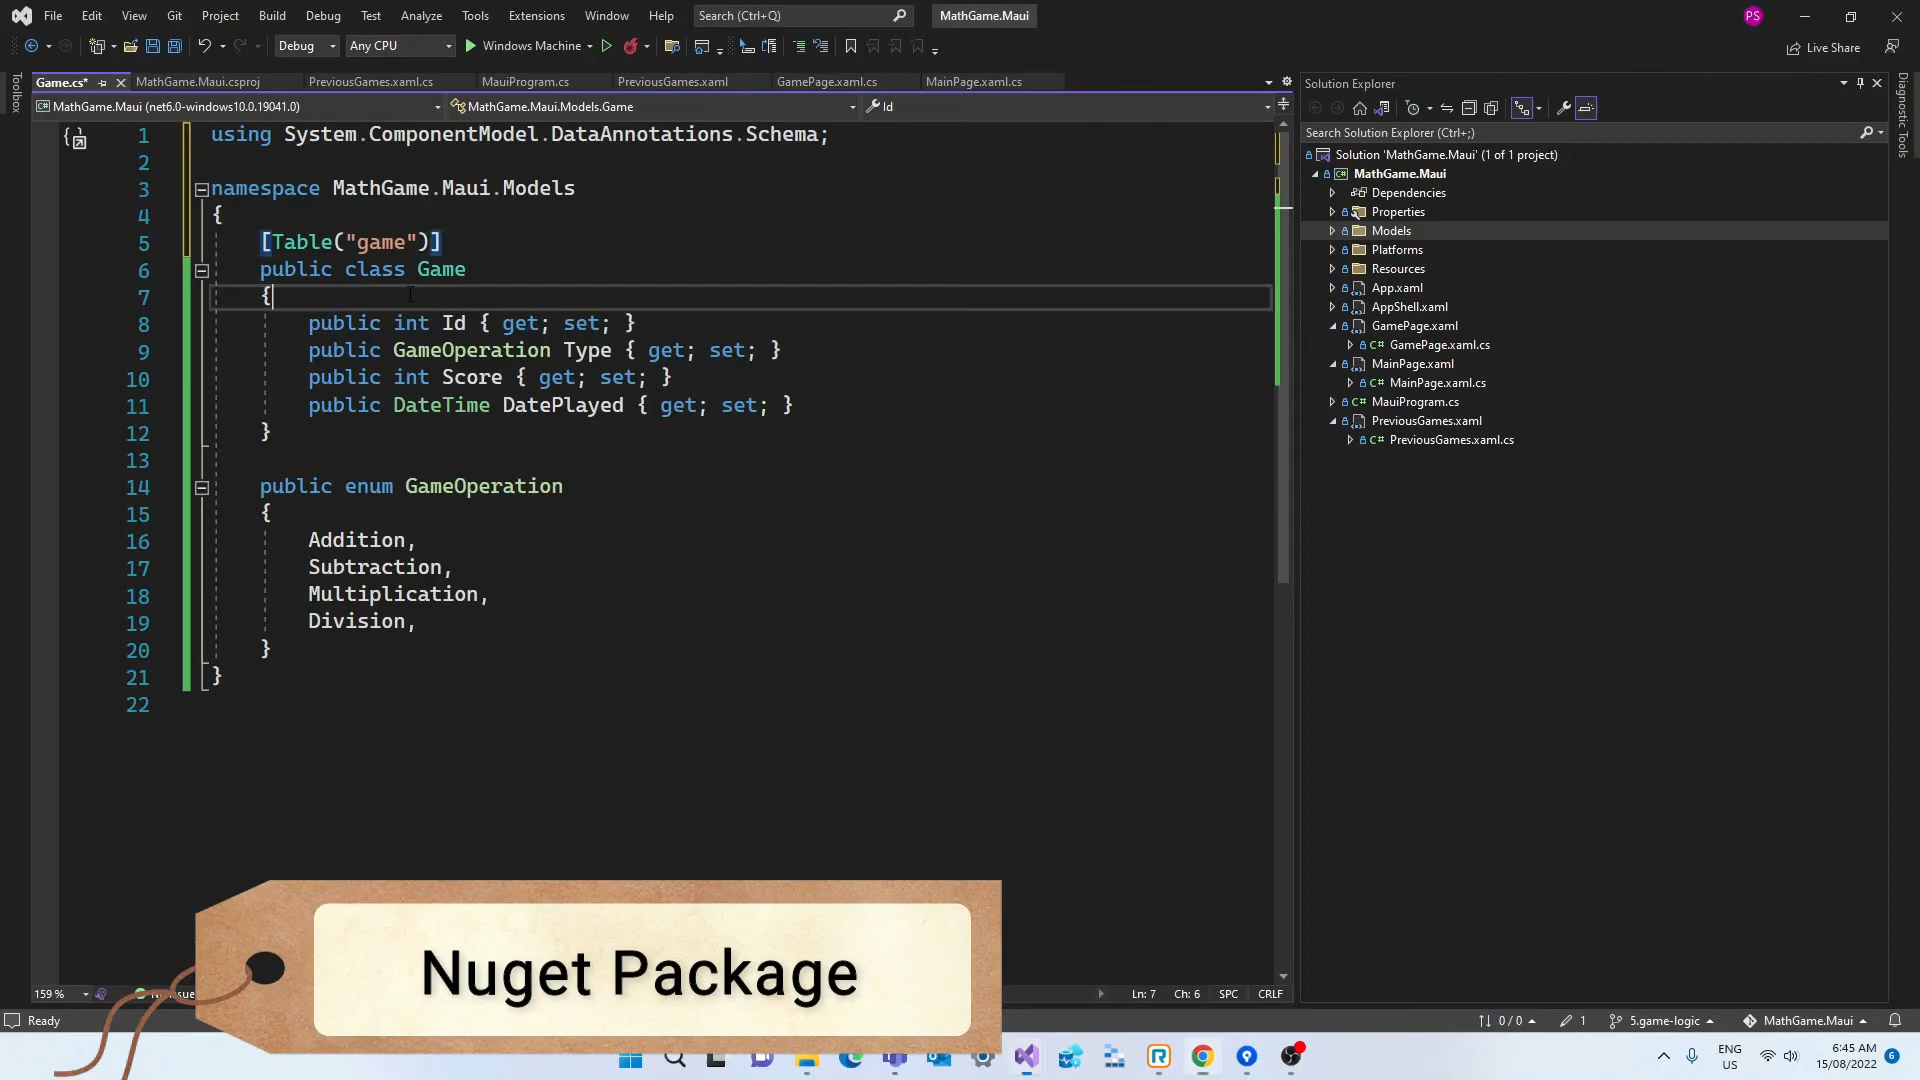 File Edit View Git Project Build Debug Test Analyze Tools Extensions Window Help Search (Ctrl+Q) MathGame.Maui PS
Debug Any CPU Windows Machine Live Share
Game.cs* MathGame.Maui.csproj PreviousGames.xaml.cs MauiProgram.cs PreviousGames.xaml GamePage.xaml.cs MainPage.xaml.cs
MathGame.Maui (net6.0-windows10.0.19041.0) MathGame.Maui.Models.Game Id
Toolbox
1 using System.ComponentModel.DataAnnotations.Schema;
2
3 namespace MathGame.Maui.Models
4 {
5 [Table("game")]
6 public class Game
7 {
8 public int Id { get; set; }
9 public GameOperation Type { get; set; }
10 public int Score { get; set; }
11 public DateTime DatePlayed { get; set; }
12 }
13
14 public enum GameOperation
15 {
16 Addition,
17 Subtraction,
18 Multiplication,
19 Division,
20 }
21 }
22
Solution Explorer
Search Solution Explorer (Ctrl+;)
Solution 'MathGame.Maui' (1 of 1 project)
MathGame.Maui
Dependencies
Properties
Models
Platforms
Resources
App.xaml
AppShell.xaml
GamePage.xaml
GamePage.xaml.cs
MainPage.xaml
MainPage.xaml.cs
MauiProgram.cs
PreviousGames.xaml
PreviousGames.xaml.cs
Diagnostic Tools
Nuget Package
159 % Ln: 7 Ch: 6 SPC CRLF
Ready 0 / 0 1 5.game-logic MathGame.Maui
ENG
US
6:45 AM
15/08/2022
6